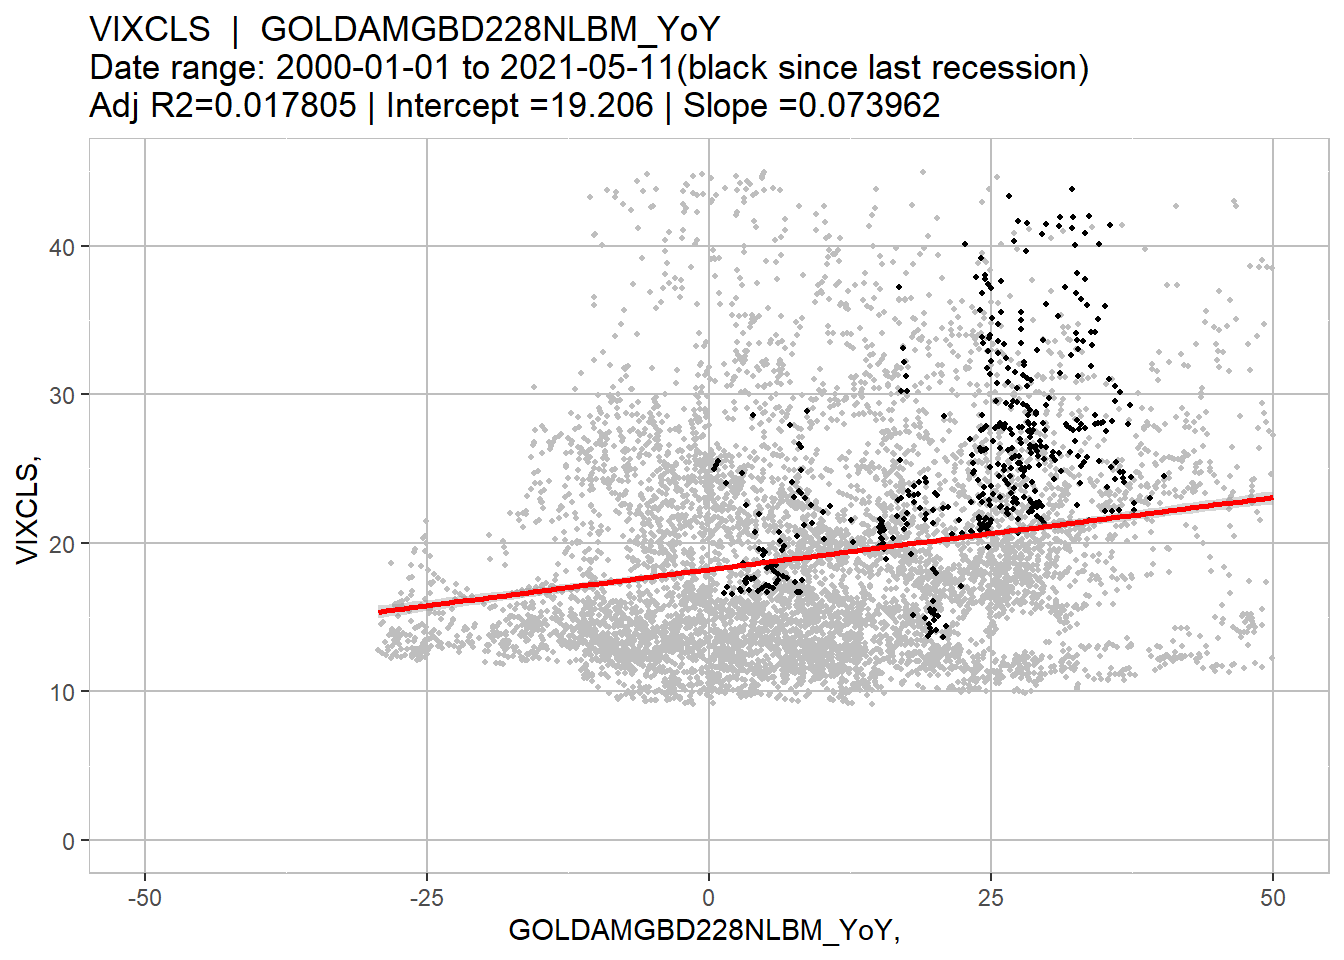 VIXCLS | GOLDAMGBD228NLBM_YoY
Date range: 2000-01-01 to 2021-05-11(black since last recession)
Adj R2=0.017805 | Intercept =19.206 | Slope =0.073962
VIXCLS,
40
30
20
10
0
-50
-25
0
25
50
GOLDAMGBD228NLBM_YoY,